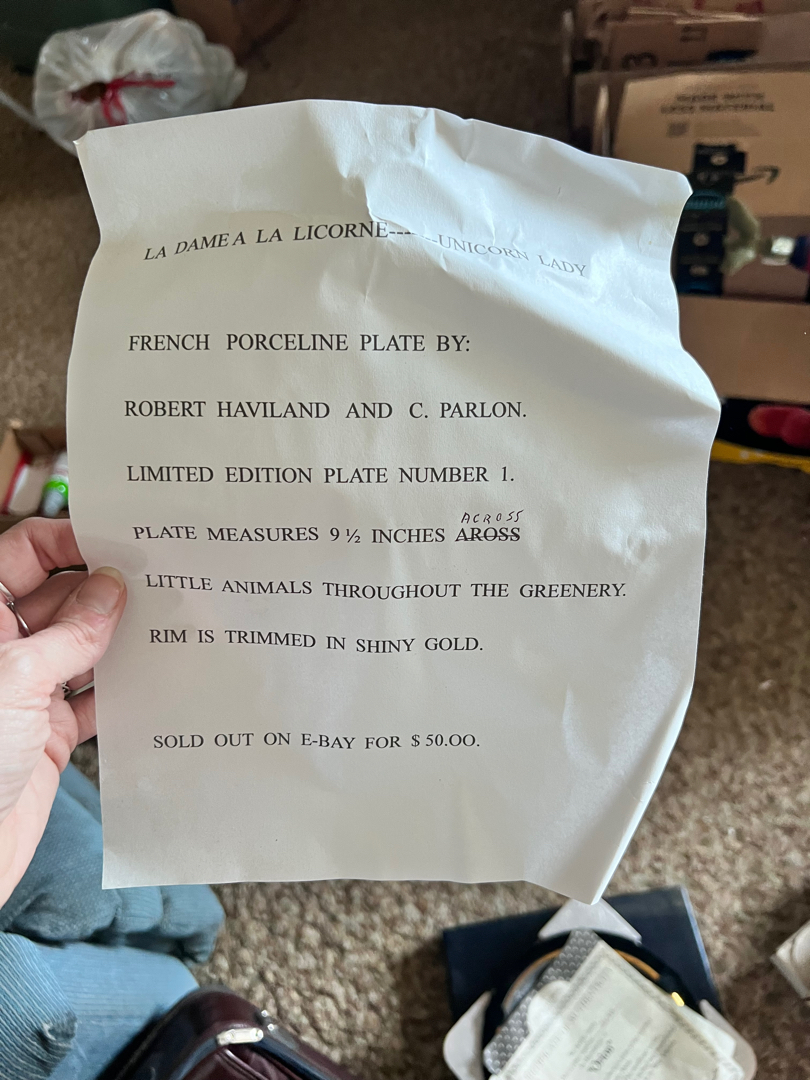 LA DAME A LA LICORNE-----UNICORN LADY
FRENCH PORCELINE PLATE BY:
ROBERT HAVILAND AND C. PARLON.
LIMITED EDITION PLATE NUMBER 1.
ACROSS
PLATE MEASURES 9 ½ INCHES AROSS
LITTLE ANIMALS THROUGHOUT THE GREENERY.
RIM IS TRIMMED IN SHINY GOLD.
SOLD OUT ON E-BAY FOR $ 50.OO.